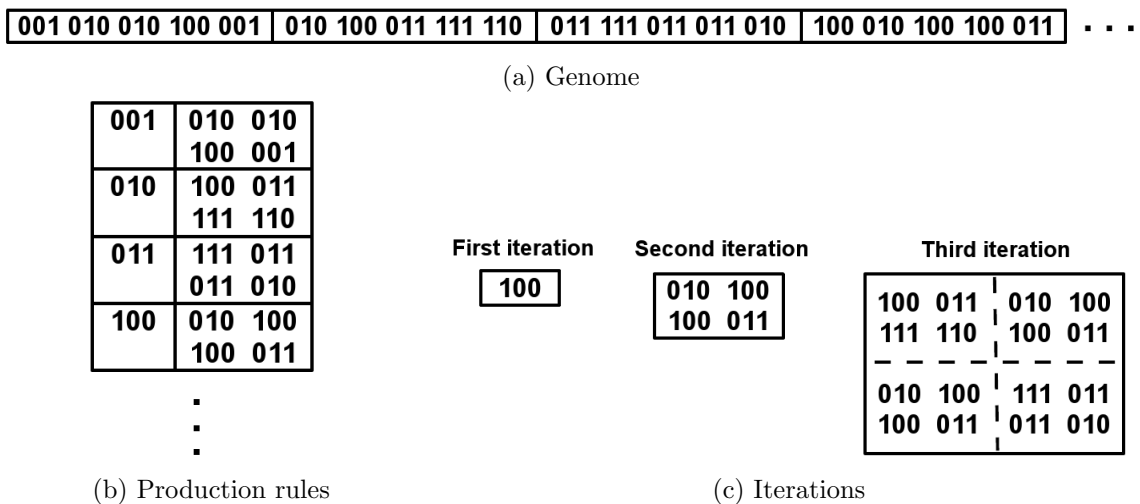 001 010 010 100 001 010 100 011 111 110 011 111 011 011 010 100 010 100 100 011 . . .
(a) Genome
001 010 010
100 001
010 100 011
111 110
011 111 011
011 010
100 010 100
100 011
.
.
.
(b) Production rules
First iteration
100
Second iteration
010 100
100 011
Third iteration
100 011 010 100
111 110 100 011
010 100 111 011
100 011 011 010
(c) Iterations